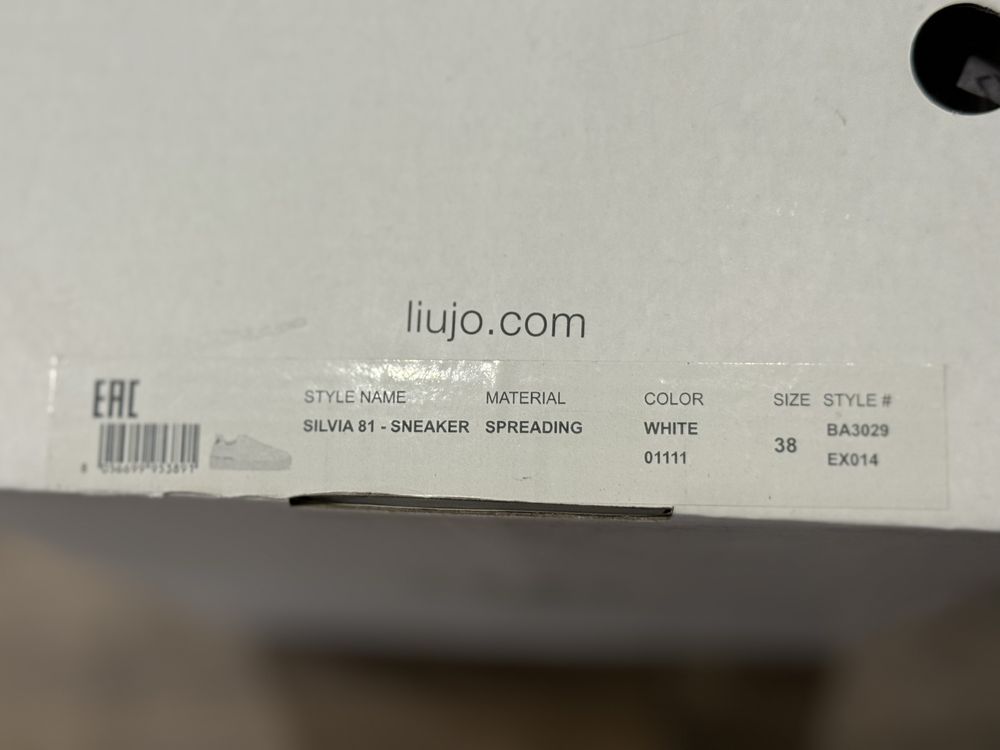 liujo.com
EAC
STYLE NAME MATERIAL COLOR SIZE STYLE #
SILVIA 81 - SNEAKER SPREADING WHITE 38 BA3029
01111 EX014